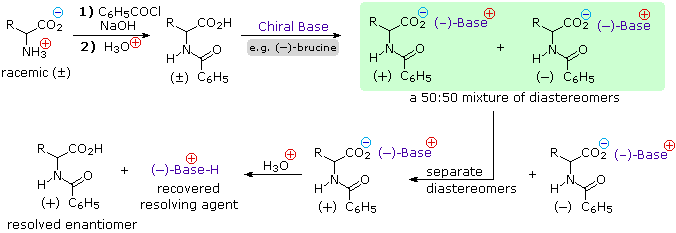 1) C6H5COCl
NaOH
2) H3O⊕
R CO2⊖
NH3⊕
racemic (±)
R CO2H
H N O
C6H5
(±)
Chiral Base
e.g. (−)-brucine
R CO2⊖ (−)-Base⊕
H N O
(+) C6H5
+
R CO2⊖ (−)-Base⊕
H N O
(−) C6H5
a 50:50 mixture of diastereomers
separate
diastereomers
R CO2⊖ (−)-Base⊕
H N O
(+) C6H5
+
R CO2⊖ (−)-Base⊕
H N O
(−) C6H5
H3O⊕
R CO2H
H N O
(+) C6H5
resolved enantiomer
+
⊕
(−)-Base-H
recovered
resolving agent